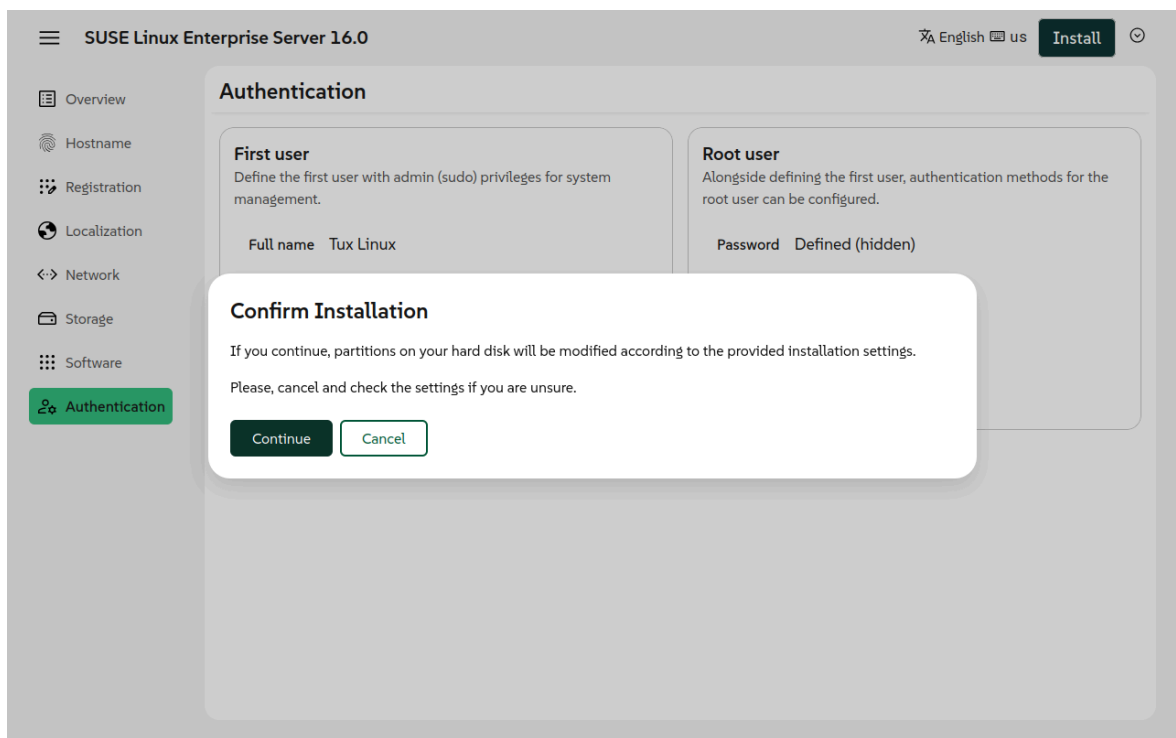 SUSE Linux Enterprise Server 16.0
English us Install
Overview
Hostname
Registration
Localization
Network
Storage
Software
Authentication
Authentication
First user
Define the first user with admin (sudo) privileges for system
management.
Full name Tux Linux
Root user
Alongside defining the first user, authentication methods for the
root user can be configured.
Password Defined (hidden)
Confirm Installation
If you continue, partitions on your hard disk will be modified according to the provided installation settings.
Please, cancel and check the settings if you are unsure.
Continue Cancel